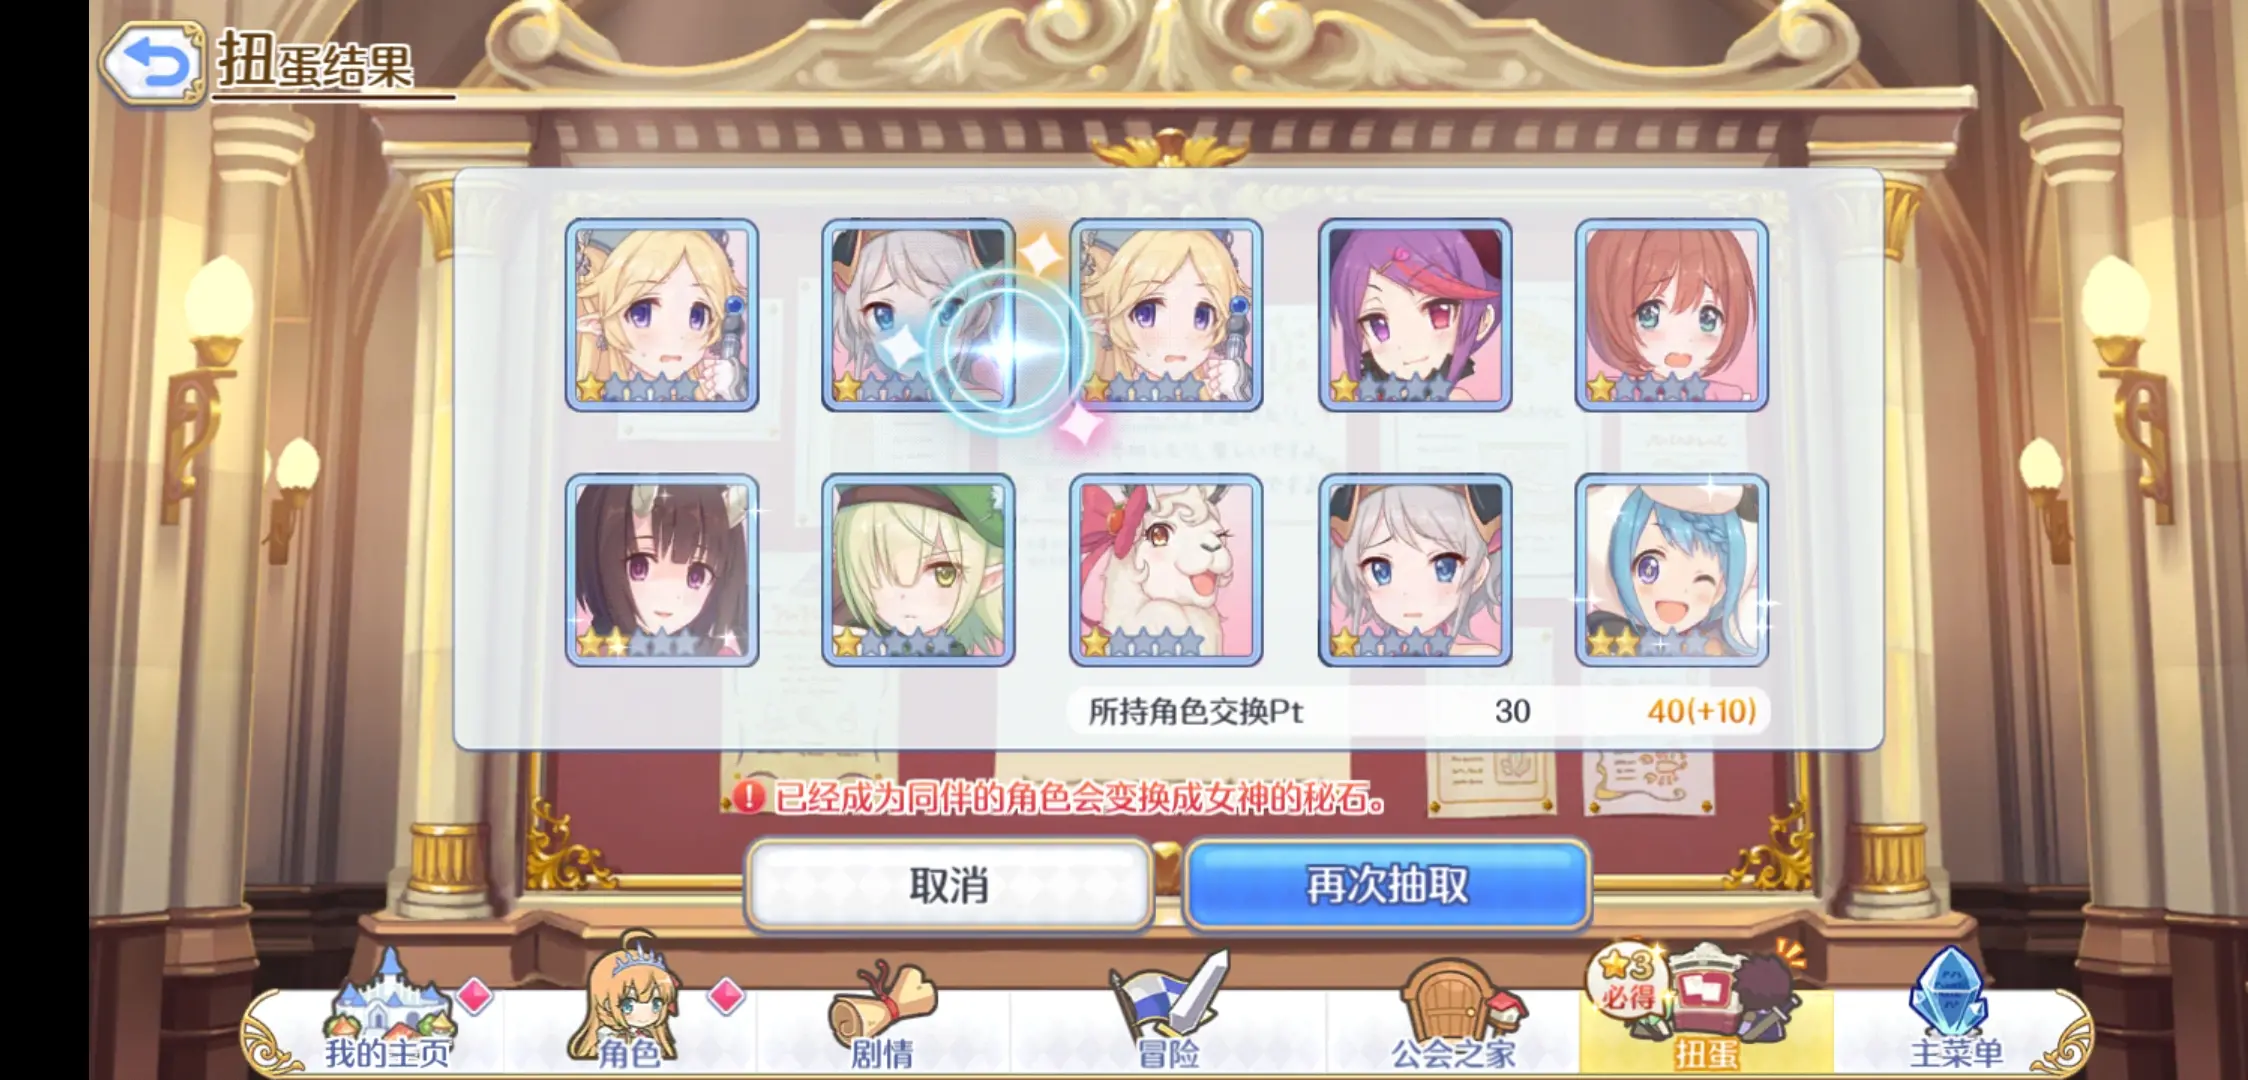 扭蛋结果
所持角色交换Pt 30 40(+10)
已经成为同伴的角色会变换成女神的秘石。
取消 再次抽取
3
必得
我的主页 角色 剧情 冒险 公会之家 扭蛋 主菜单